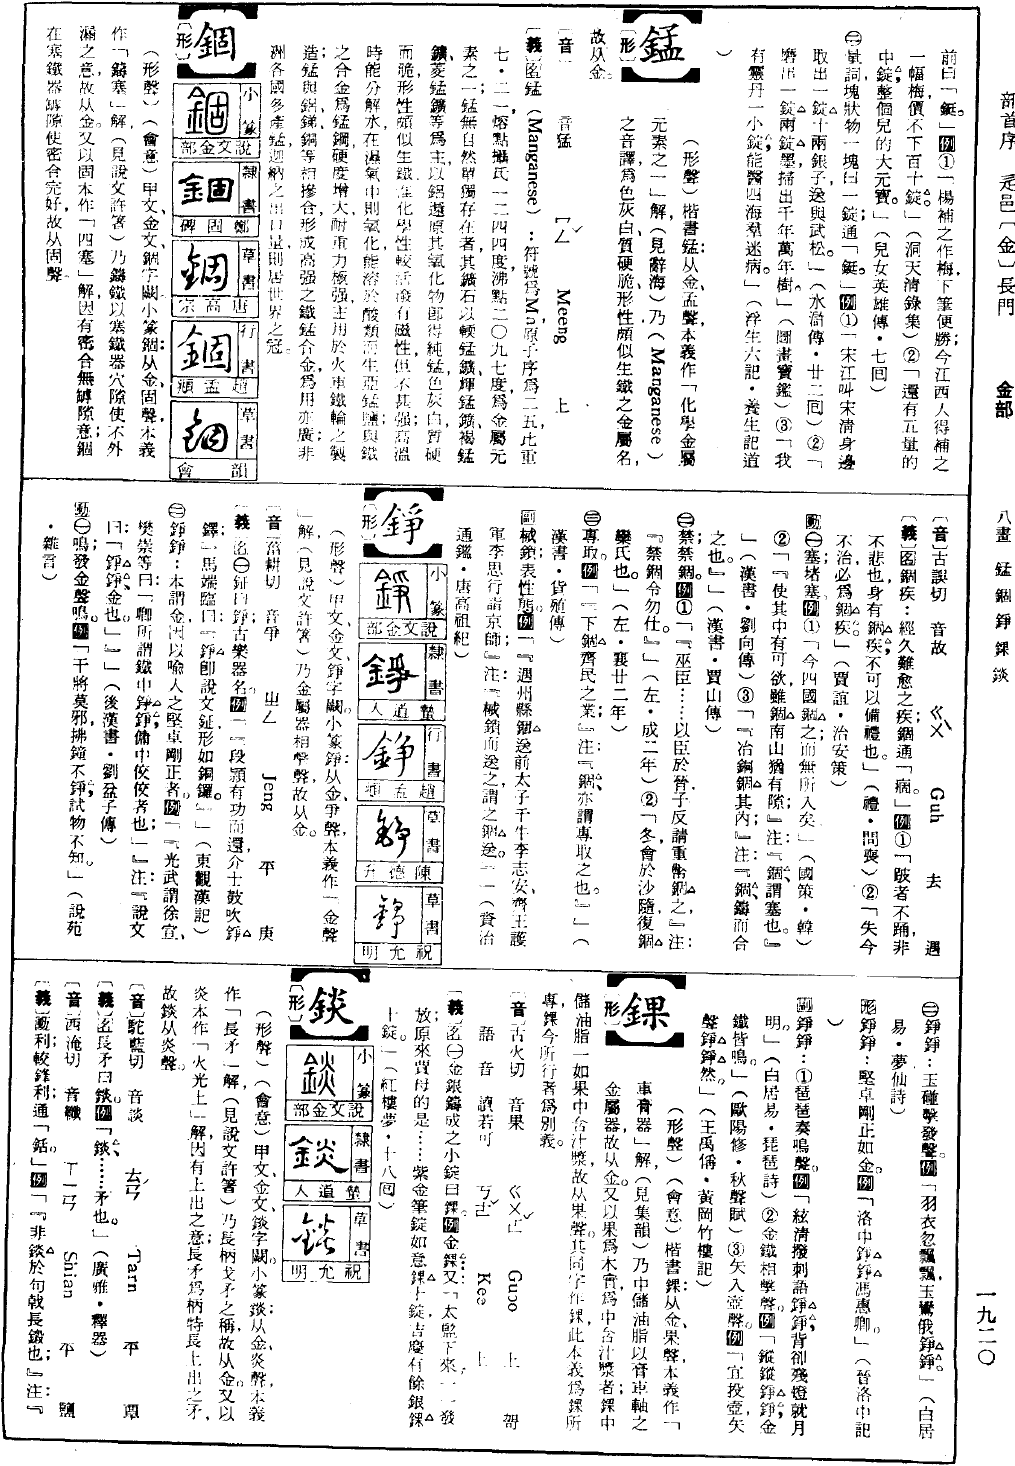 部首序 辵邑「金」長門 金部 八畫 錳錮錚錁錟 一九二〇
前曰「鋌。」例①「楊補之作梅，下筆便勝；今江西人得補之
一幅梅，價不下百十錠。」（洞天清錄集）②「還有五量的
中錠，整個兒的大元寶。」（兒女英雄傳・七回）
㊁量詞：塊狀物一塊曰一錠；通「鋌。」例①「宋江叫宋清身邊
取出一錠十兩銀子送與武松。」（水滸傳・廿二回）②「
磨出一錠兩錠墨，掃出千年萬年樹。」（圖畫寶鑑）③「我
有靈丹一小錠，能醫四海羣迷病。」（浮生六記・養生記道
）
錳
〔形〕
（形聲）楷書錳：从金、孟聲，本義作「化學金屬
元素之一」解（見辭海）乃（Manganese）
之音譯，爲色灰白質硬脆形性頗似生鐵之金屬名，
故从金。
〔音〕 音猛 ㄇㄥˇ Meeng 上
〔義〕名錳（Manganese）：符號爲Mn，原子序爲二五，比重
七・二一，熔點攝氏一二四四度，沸點二〇九七度，爲金屬元
素之一。錳無自然單獨存在者，其鑛石以輭錳鑛、輝錳鑛、褐錳
鑛、菱錳鑛等爲主，以鋁還原其氧化物卽得純錳。色灰白，質硬
而脆，形性頗似生鐵。在化學性較活潑，有磁性，但不甚强，高溫
時能分解水，在濕氣中則氧化，能溶於酸類而生亞錳鹽；與鐵
之合金爲錳鋼，硬度增大，耐重力極强，主用於火車鐵輪之製
造；錳與鋁、銻、銅等相摻合，形成高强之鐵錳合金，爲用亦廣；非
洲各國多產錳，迦納之出口量則居世界之冠。
錮
〔形〕
小篆 說文金部
隸書 鄭固碑
草書 唐高宗
行書 趙孟頫
草書 韻會
（形聲）（會意）甲文、金文、錮字闕。小篆錮：从金、固聲，本義
作「鑄塞」解（見說文許箸）乃鑄鐵以塞鐵器穴隙使不外
漏之意，故从金。又以固本作「四塞」解，因有密合無罅隙意，錮
在塞鐵器罅隙使密合完好，故从固聲。
〔音〕古誤切 音故 ㄍㄨˋ Guh 去 遇
〔義〕名錮疾：經久難愈之疾；錮通「痼。」例①「跛者不踊，非
不悲也，身有錮疾，不可以備禮也。」（禮・問喪）②「失今
不治，必爲錮疾。」（賈誼・治安策）
動㊀塞；堵塞。例①「今四國錮之，而無所入矣」（國策・韓）
②「『使其中有可欲，雖錮南山猶有隙；』注：『錮，謂塞也。』
」（漢書・劉向傳）③「『冶銅錮其內；』注：『錮，鑄而合
之也。』」（漢書・賈山傳）
㊁禁；禁錮。例①「『巫臣……以臣於晉，子反請重幣錮之；』注：
『禁錮令勿仕。』」（左・成二年）②「冬，會於沙隨，復錮
欒氏也。」（左・襄廿二年）
㊂專取。例「『下錮齊民之業；』注：『錮，亦謂專取之也。』」（
漢書・貨殖傳）
副械鎖；表性態。例「『遇州縣錮送前太子千牛李志安、齊王護
軍李思行詣京師；』注：『械鎖而送之，謂之錮送。』」（資治
通鑑・唐高祖紀）
錚
〔形〕
小篆 說文金部
隸書 螫道人
行書 趙孟頫
草書 陳德允
草書 祝允明
（形聲）甲文、金文、錚字闕。小篆錚：从金、爭聲，本義作「金聲
」解（見說文許箸）乃金屬器相擊聲，故从金。
〔音〕當耕切 音爭 ㄓㄥ Jeng 平 庚
〔義〕名㊀鉦曰錚，古樂器名。例「『段熲有功而還，介士鼓吹錚
鐸；』馬端臨曰：『錚卽說文鉦，形如銅鑼。』」（東觀漢記）
㊁錚錚：本謂金，因以喻人之堅卓剛正者。例「『光武謂徐宣、
樊崇等曰：「卿所謂鐵中錚錚，傭中佼佼者也；」』注：『說文
曰：「錚錚，金也。」』」（後漢書・劉盆子傳）
動㊀鳴；發金聲鳴。例「干將莫邪，拂鐘不錚，試物不知。」（說苑
・雜言）
㊁錚錚：玉碰擊發聲。例「羽衣忽飄飄，玉鸞俄錚錚。」（白居
易・夢仙詩）
形錚錚：堅卓剛正如金。例「洛中錚錚馮惠卿。」（晉洛中記
）
副錚錚：①琵琶奏鳴聲。例「絃清撥刺語錚錚，背卻殘燈就月
明。」（白居易・琵琶詩）②金鐵相擊聲。例「鏦鏦錚錚，金
鐵皆鳴。」（歐陽修・秋聲賦）③矢入壺聲。例「宜投壺，矢
聲錚錚然。」（王禹偁・黃岡竹樓記）
錁
〔形〕
（形聲）（會意）楷書錁：从金、果聲，本義作「
車膏器」解（見集韻）乃中儲油脂以膏車軸之
金屬器，故从金。又以果爲木實，爲中含汁漿者，錁中
儲油脂一如果中含汁漿，故从果聲。其同字作錁。此本義爲錁所
專，錁今所行者爲別義。
〔音〕古火切 音果 ㄍㄨㄛˇ Guoo 上 哿
語音 讀若可 ㄎㄜˇ Kee 上
〔義〕名㊀金銀鑄成之小錠曰錁。例金錁：又「太監下來，一一發
放，原來賈母的是……紫金筆錠如意錁十錠，吉慶有餘銀錁
十錠。」（紅樓夢・十八回）
錟
〔形〕
小篆 說文金部
隸書 螫道人
草書 祝允明
（形聲）（會意）甲文、金文、錟字闕。小篆錟：从金、炎聲，本義
作「長矛」解（見說文許箸）乃長柄戈矛之稱，故从金。又以
炎本作「火光上」解，因有上出之意，長矛爲柄特長上出之矛，
故錟从炎聲。
〔音〕駝藍切 音談 ㄊㄢˊ Tarn 平 覃
〔義〕名長矛曰錟。例「錟……矛也。」（廣雅・釋器）
〔音〕西淹切 音纖 ㄒㄧㄢ Shian 平 鹽
〔義〕動利；較鋒利；通「銛。」例「『非錟於句戟長鎩也；』注：『